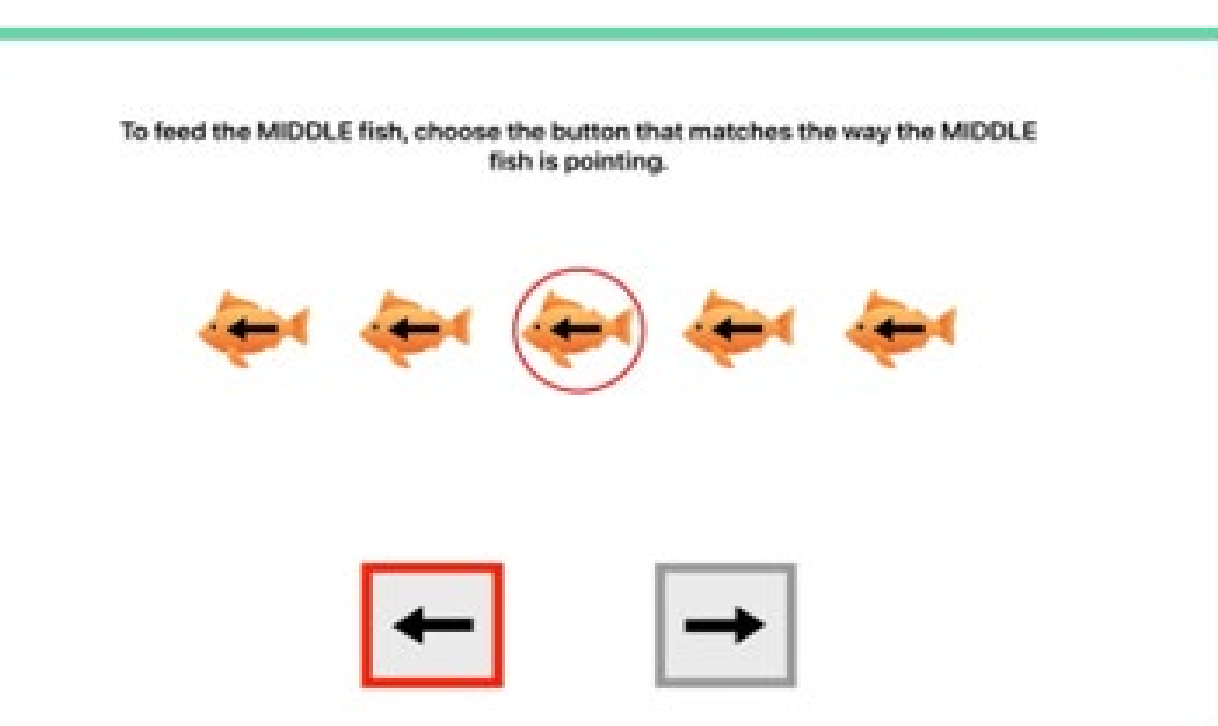 To feed the MIDDLE fish, choose the button that matches the way the MIDDLE
fish is pointing.